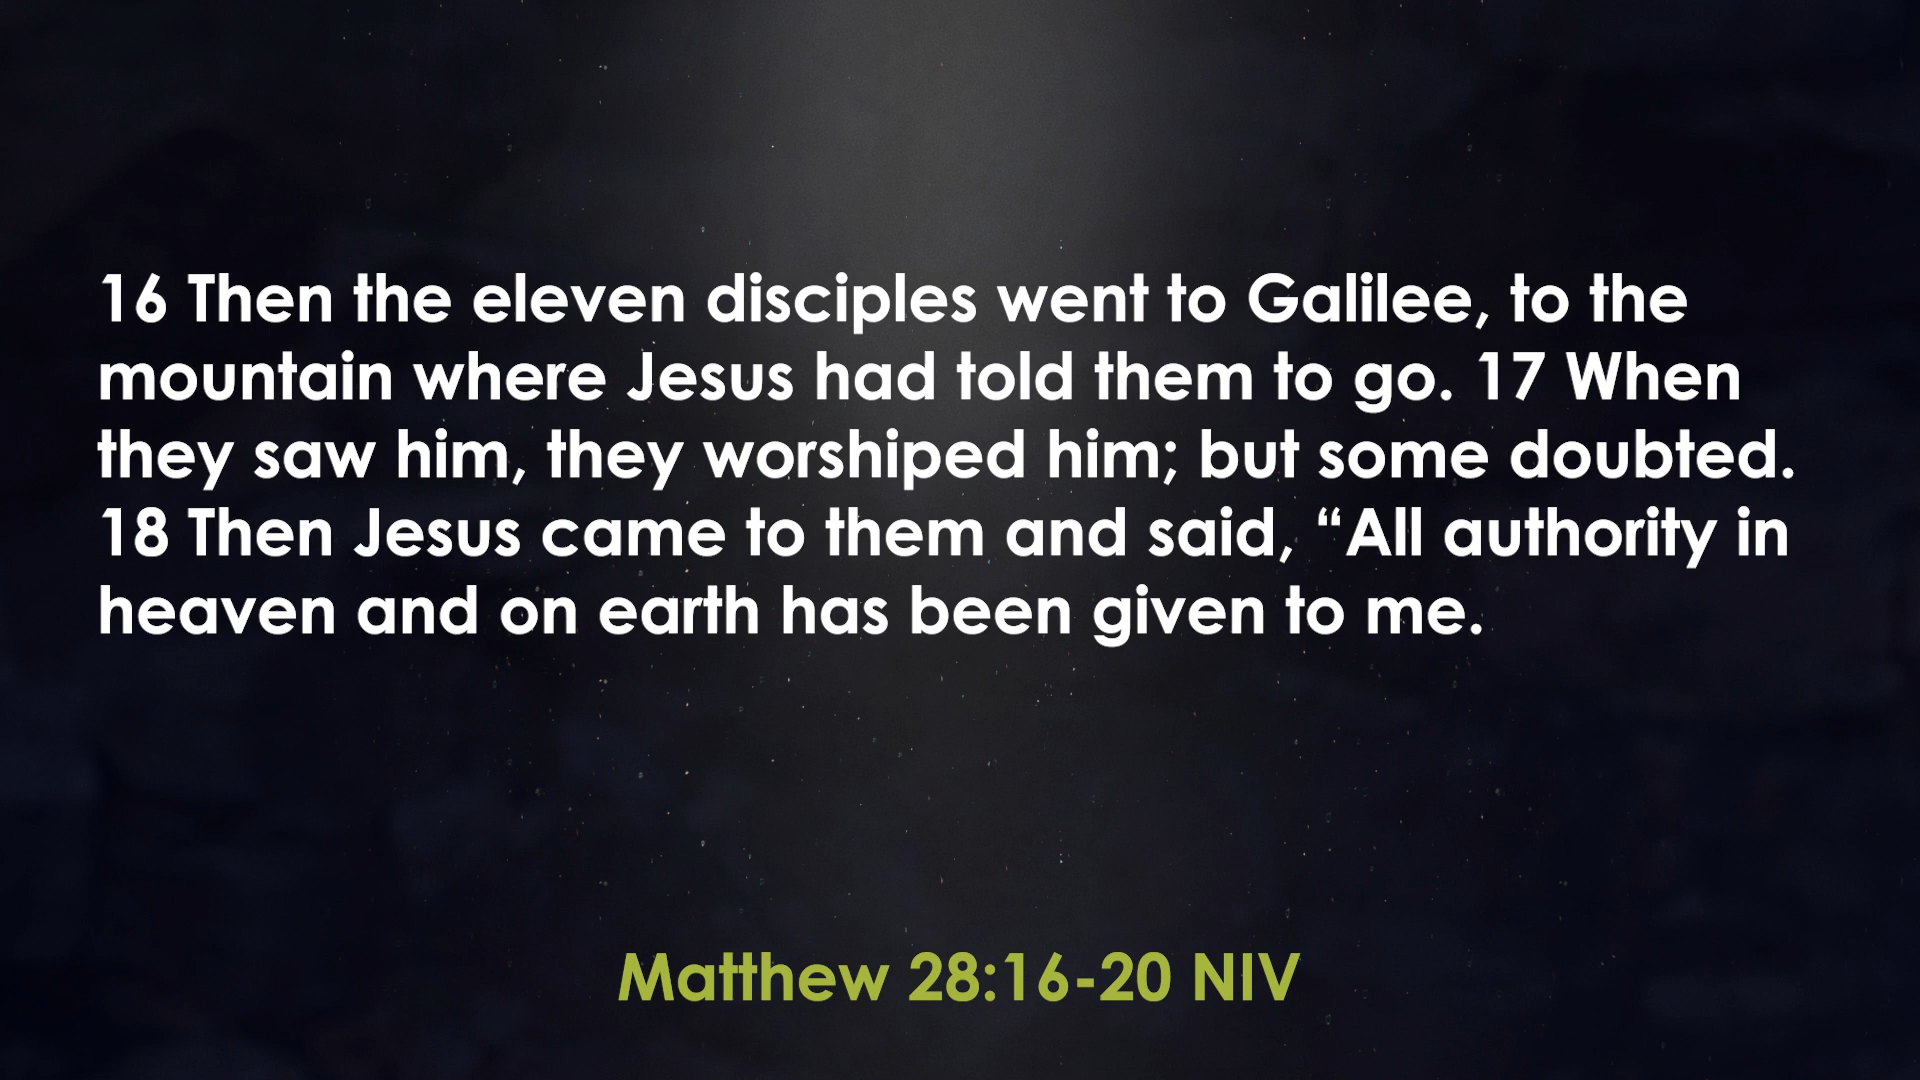 16 Then the eleven disciples went to Galilee, to the
mountain where Jesus had told them to go. 17 When
they saw him, they worshiped him; but some doubted.
18 Then Jesus came to them and said, “All authority in
heaven and on earth has been given to me.
Matthew 28:16-20 NIV